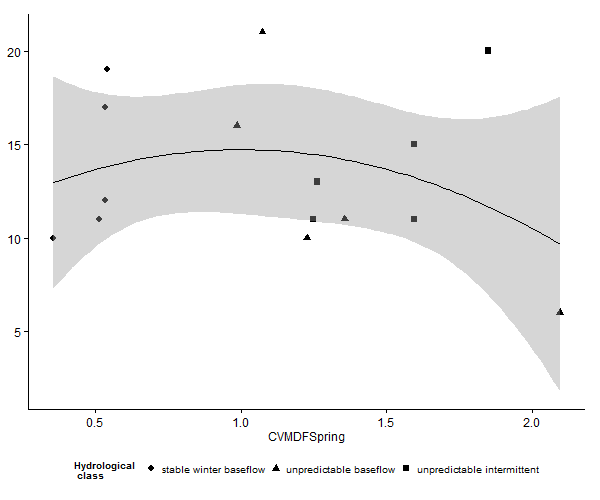 20
15
10
5
0.5 1.0 1.5 2.0
CVMDFSpring
Hydrological
class
stable winter baseflow unpredictable baseflow unpredictable intermittent